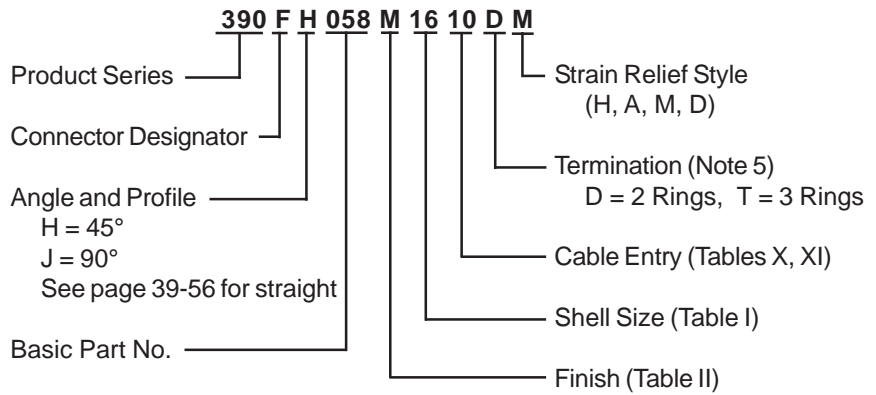 390 F H 058 M 16 10 D M
Product Series
Connector Designator
Angle and Profile
H = 45°
J = 90°
See page 39-56 for straight
Basic Part No.
Strain Relief Style
(H, A, M, D)
Termination (Note 5)
D = 2 Rings, T = 3 Rings
Cable Entry (Tables X, XI)
Shell Size (Table I)
Finish (Table II)